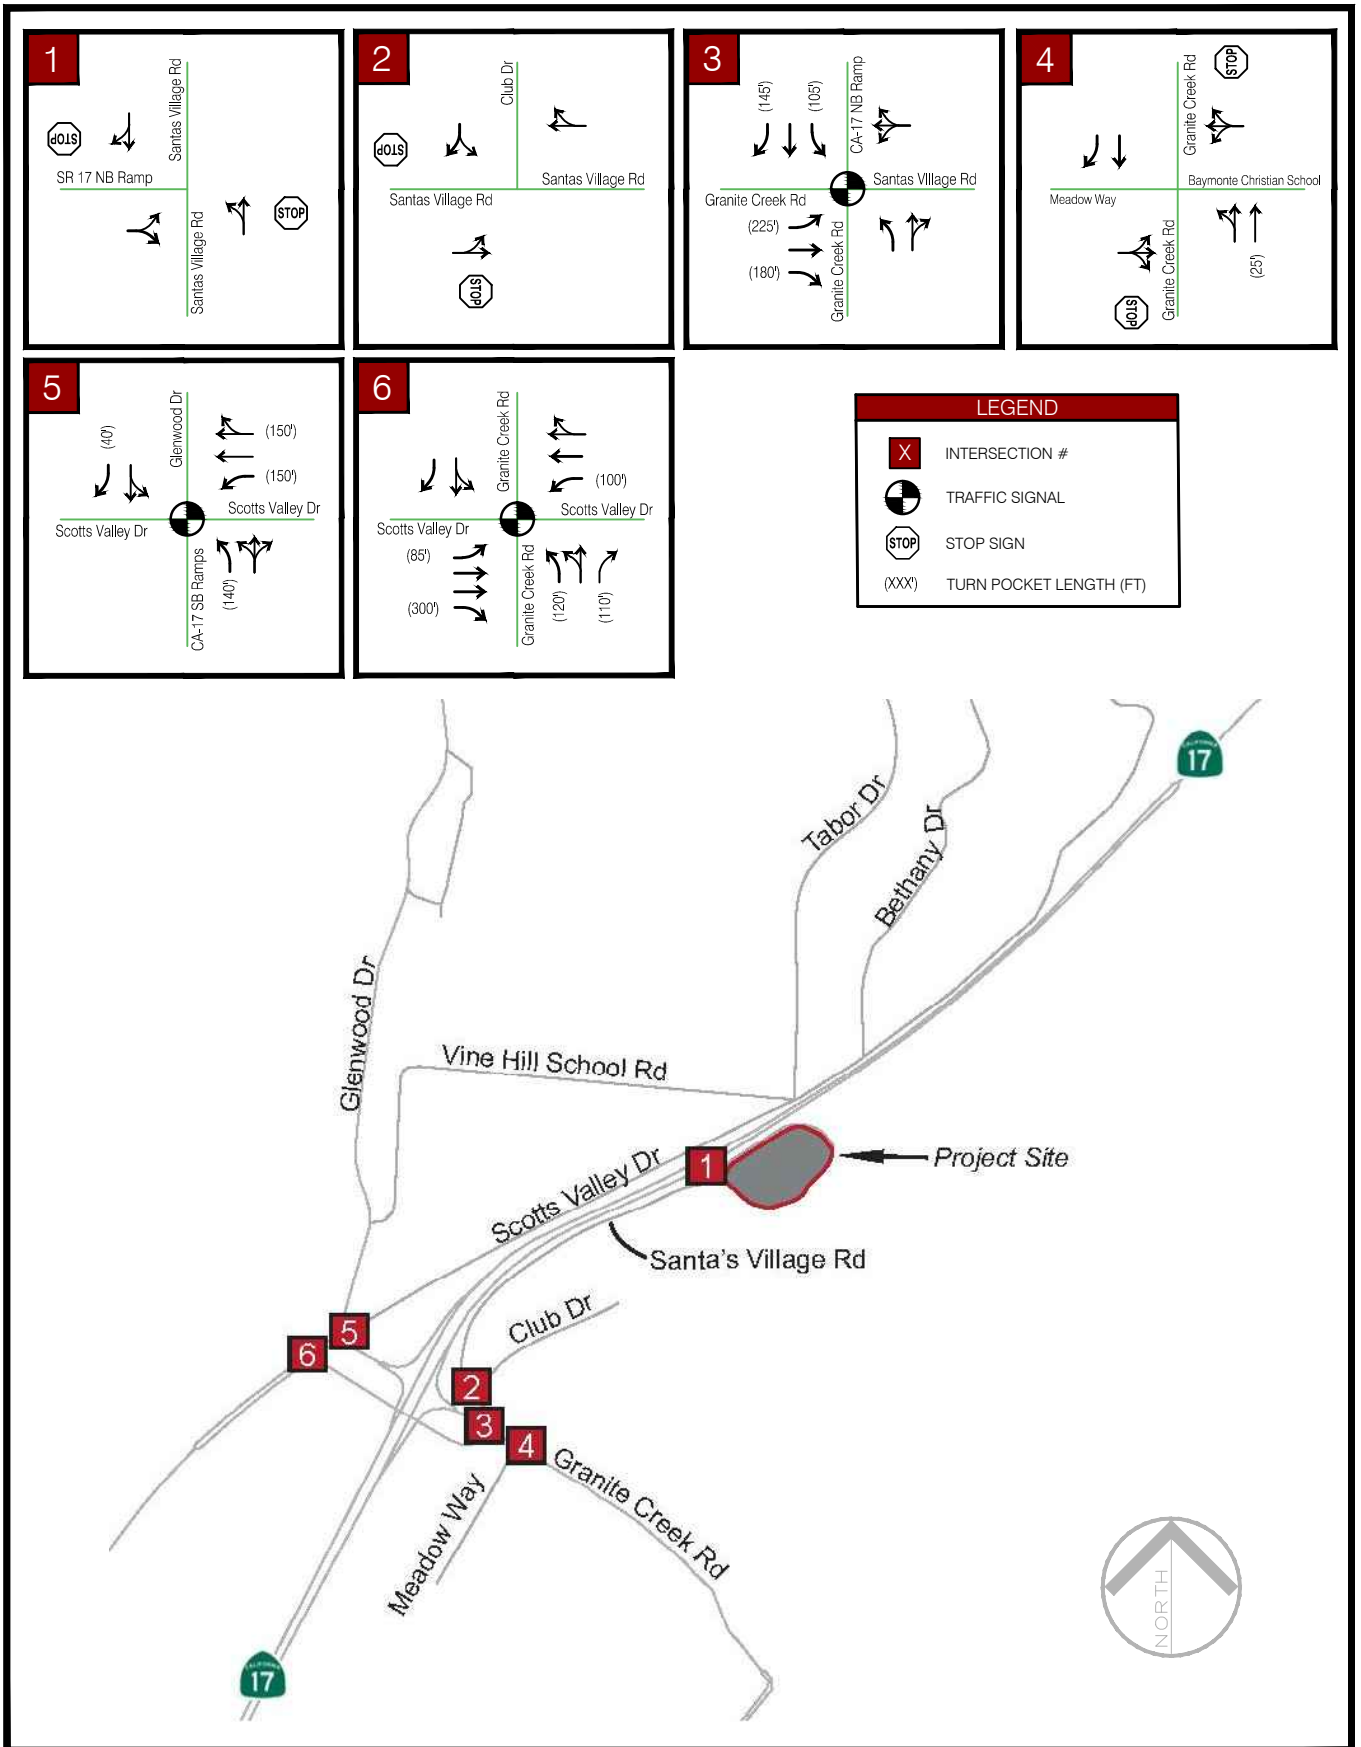 1
Santas Village Rd
STOP
SR 17 NB Ramp
STOP
Santas Village Rd
2
Club Dr
STOP
Santas Village Rd
Santas Village Rd
STOP
3
(145')
(105')
CA-17 NB Ramp
Santas VIllage Rd
Granite Creek Rd
(225')
(180')
Granite Creek Rd
4
Granite Creek Rd
STOP
Baymonte Christian School
Meadow Way
Granite Creek Rd
(25')
STOP
5
(40')
Glenwood Dr
(150')
(150')
Scotts Valley Dr
Scotts Valley Dr
CA-17 SB Ramps
(140')
6
Granite Creek Rd
(100')
Scotts Valley Dr
Scotts Valley Dr
(85')
(300')
Granite Creek Rd
(120')
(110')
LEGEND
X INTERSECTION #
TRAFFIC SIGNAL
STOP STOP SIGN
(XXX') TURN POCKET LENGTH (FT)
CALIFORNIA
17
Tabor Dr
Bethany Dr
Glenwood Dr
Vine Hill School Rd
1
Project Site
Scotts Valley Dr
Santa's Village Rd
Club Dr
5
6
2
3
4
Granite Creek Rd
Meadow Way
NORTH
CALIFORNIA
17